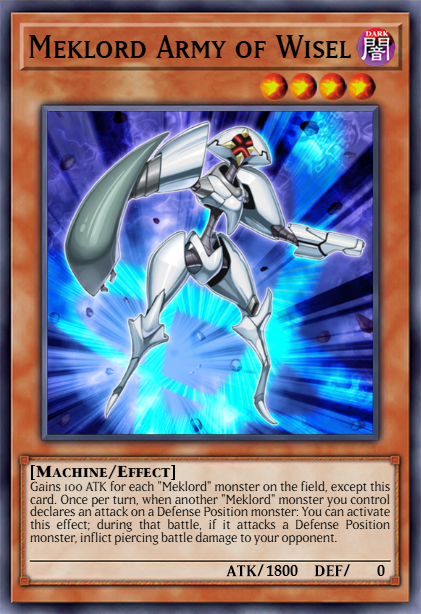 Meklord Army of Wisel
DARK
闇
[Machine/Effect]
Gains 100 ATK for each "Meklord" monster on the field, except this
card. Once per turn, when another "Meklord" monster you control
declares an attack on a Defense Position monster: You can activate
this effect; during that battle, if it attacks a Defense Position
monster, inflict piercing battle damage to your opponent.
ATK/1800 DEF/ 0